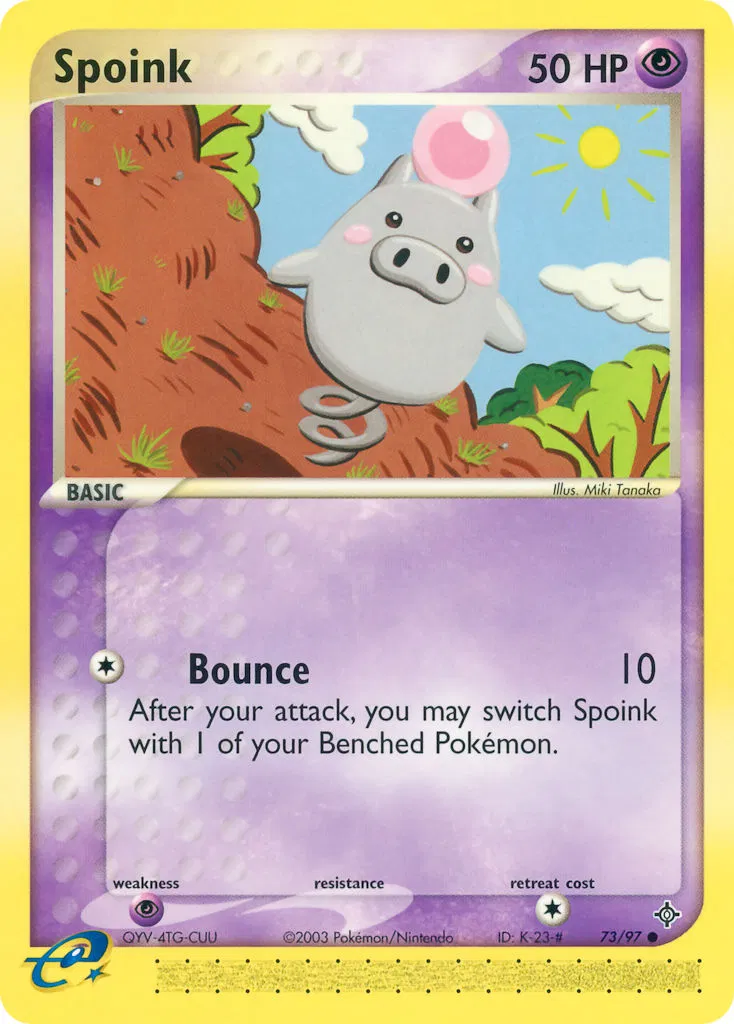 Spoink
50 HP
BASIC
Illus. Miki Tanaka
Bounce 10
After your attack, you may switch Spoink
with 1 of your Benched Pokémon.
weakness resistance retreat cost
QYV-4TG-CUU ©2003 Pokémon/Nintendo ID: K-23-# 73/97
e